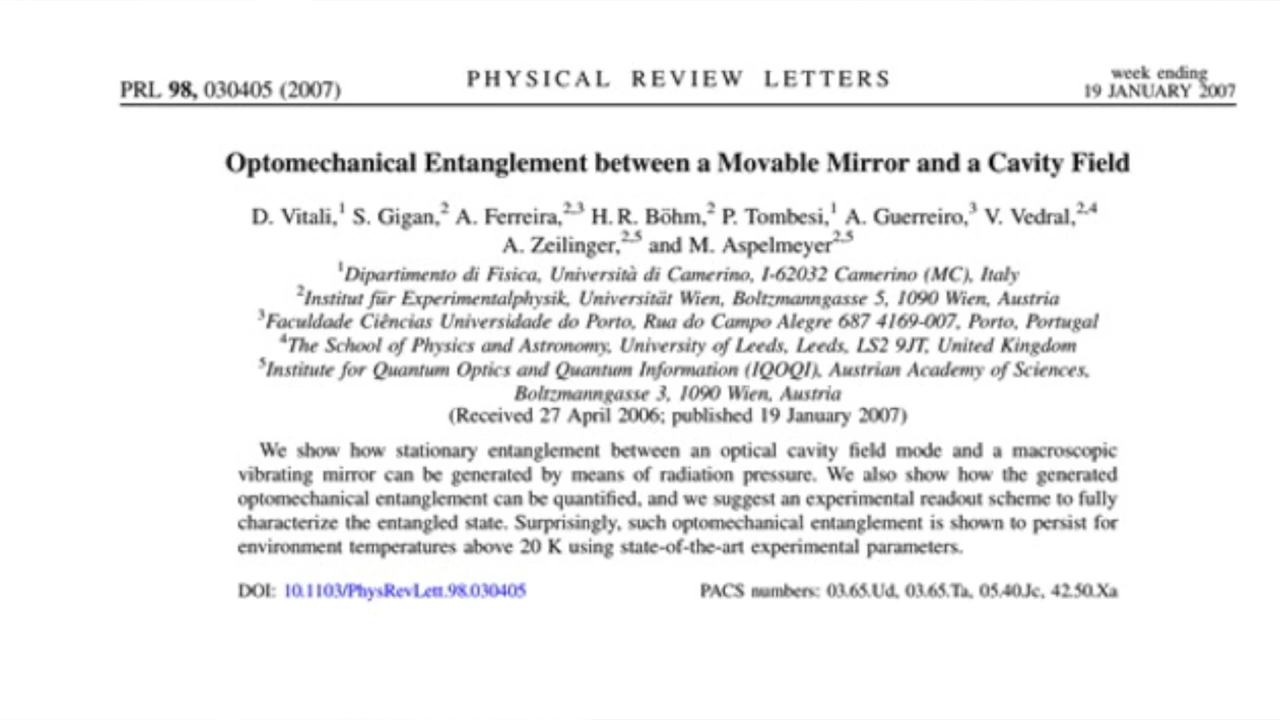 PRL 98, 030405 (2007)
PHYSICAL REVIEW LETTERS
week ending
19 JANUARY 2007
Optomechanical Entanglement between a Movable Mirror and a Cavity Field
D. Vitali,1 S. Gigan,2 A. Ferreira,2,3 H. R. Böhm,2 P. Tombesi,1 A. Guerreiro,3 V. Vedral,2,4
A. Zeilinger,2,5 and M. Aspelmeyer2,5
1Dipartimento di Fisica, Università di Camerino, I-62032 Camerino (MC), Italy
2Institut für Experimentalphysik, Universität Wien, Boltzmanngasse 5, 1090 Wien, Austria
3Faculdade Ciências Universidade do Porto, Rua do Campo Alegre 687 4169-007, Porto, Portugal
4The School of Physics and Astronomy, University of Leeds, Leeds, LS2 9JT, United Kingdom
5Institute for Quantum Optics and Quantum Information (IQOQI), Austrian Academy of Sciences,
Boltzmanngasse 3, 1090 Wien, Austria
(Received 27 April 2006; published 19 January 2007)
We show how stationary entanglement between an optical cavity field mode and a macroscopic
vibrating mirror can be generated by means of radiation pressure. We also show how the generated
optomechanical entanglement can be quantified, and we suggest an experimental readout scheme to fully
characterize the entangled state. Surprisingly, such optomechanical entanglement is shown to persist for
environment temperatures above 20 K using state-of-the-art experimental parameters.
DOI: 10.1103/PhysRevLett.98.030405
PACS numbers: 03.65.Ud, 03.65.Ta, 05.40.Jc, 42.50.Xa